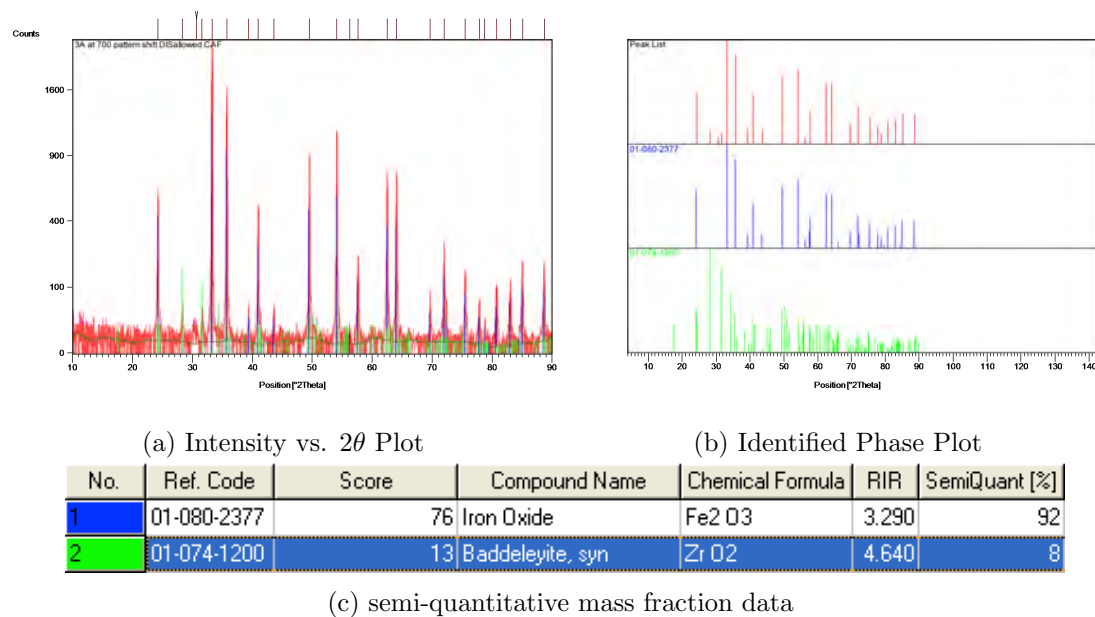 Counts
3A at 700 pattern shift DISallowed.CAF
1600
900
400
100
0
10 20 30 40 50 60 70 80 90
Position [°2Theta]
Peak List
01-080-2377
10 20 30 40 50 60 70 80 90 100 110 120 130 140
Position [°2Theta]
(a) Intensity vs. 2θ Plot
(b) Identified Phase Plot
No. Ref. Code Score Compound Name Chemical Formula RIR SemiQuant [%]
1 01-080-2377 76 Iron Oxide Fe2 O3 3.290 92
2 01-074-1200 13 Baddeleyite, syn Zr O2 4.640 8
(c) semi-quantitative mass fraction data